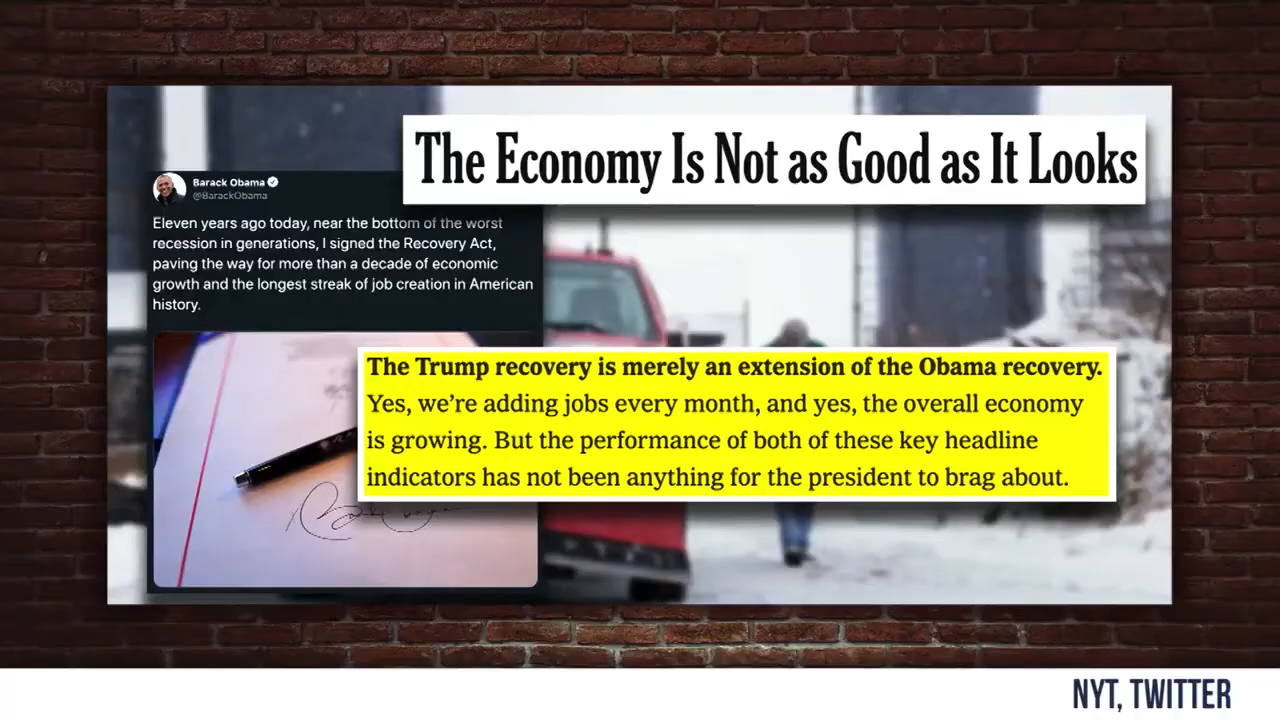 The Economy Is Not as Good as It Looks
Barack Obama
@BarackObama
Eleven years ago today, near the bottom of the worst
recession in generations, I signed the Recovery Act,
paving the way for more than a decade of economic
growth and the longest streak of job creation in American
history.
The Trump recovery is merely an extension of the Obama recovery.
Yes, we’re adding jobs every month, and yes, the overall economy
is growing. But the performance of both of these key headline
indicators has not been anything for the president to brag about.
NYT, TWITTER